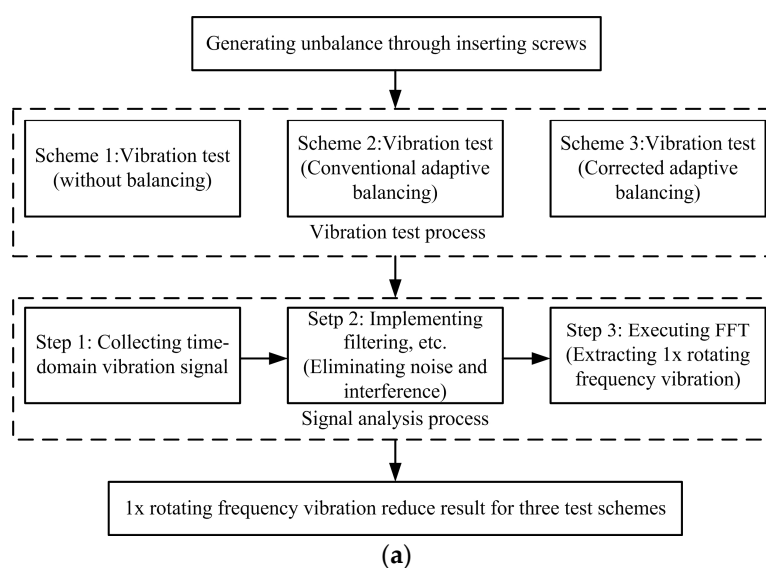 Generating unbalance through inserting screws
Scheme 1:Vibration test
(without balancing)
Scheme 2:Vibration test
(Conventional adaptive
balancing)
Scheme 3:Vibration test
(Corrected adaptive
balancing)
Vibration test process
Step 1: Collecting time-
domain vibration signal
Setp 2: Implementing
filtering, etc.
(Eliminating noise and
interference)
Step 3: Executing FFT
(Extracting 1x rotating
frequency vibration)
Signal analysis process
1x rotating frequency vibration reduce result for three test schemes
(a)